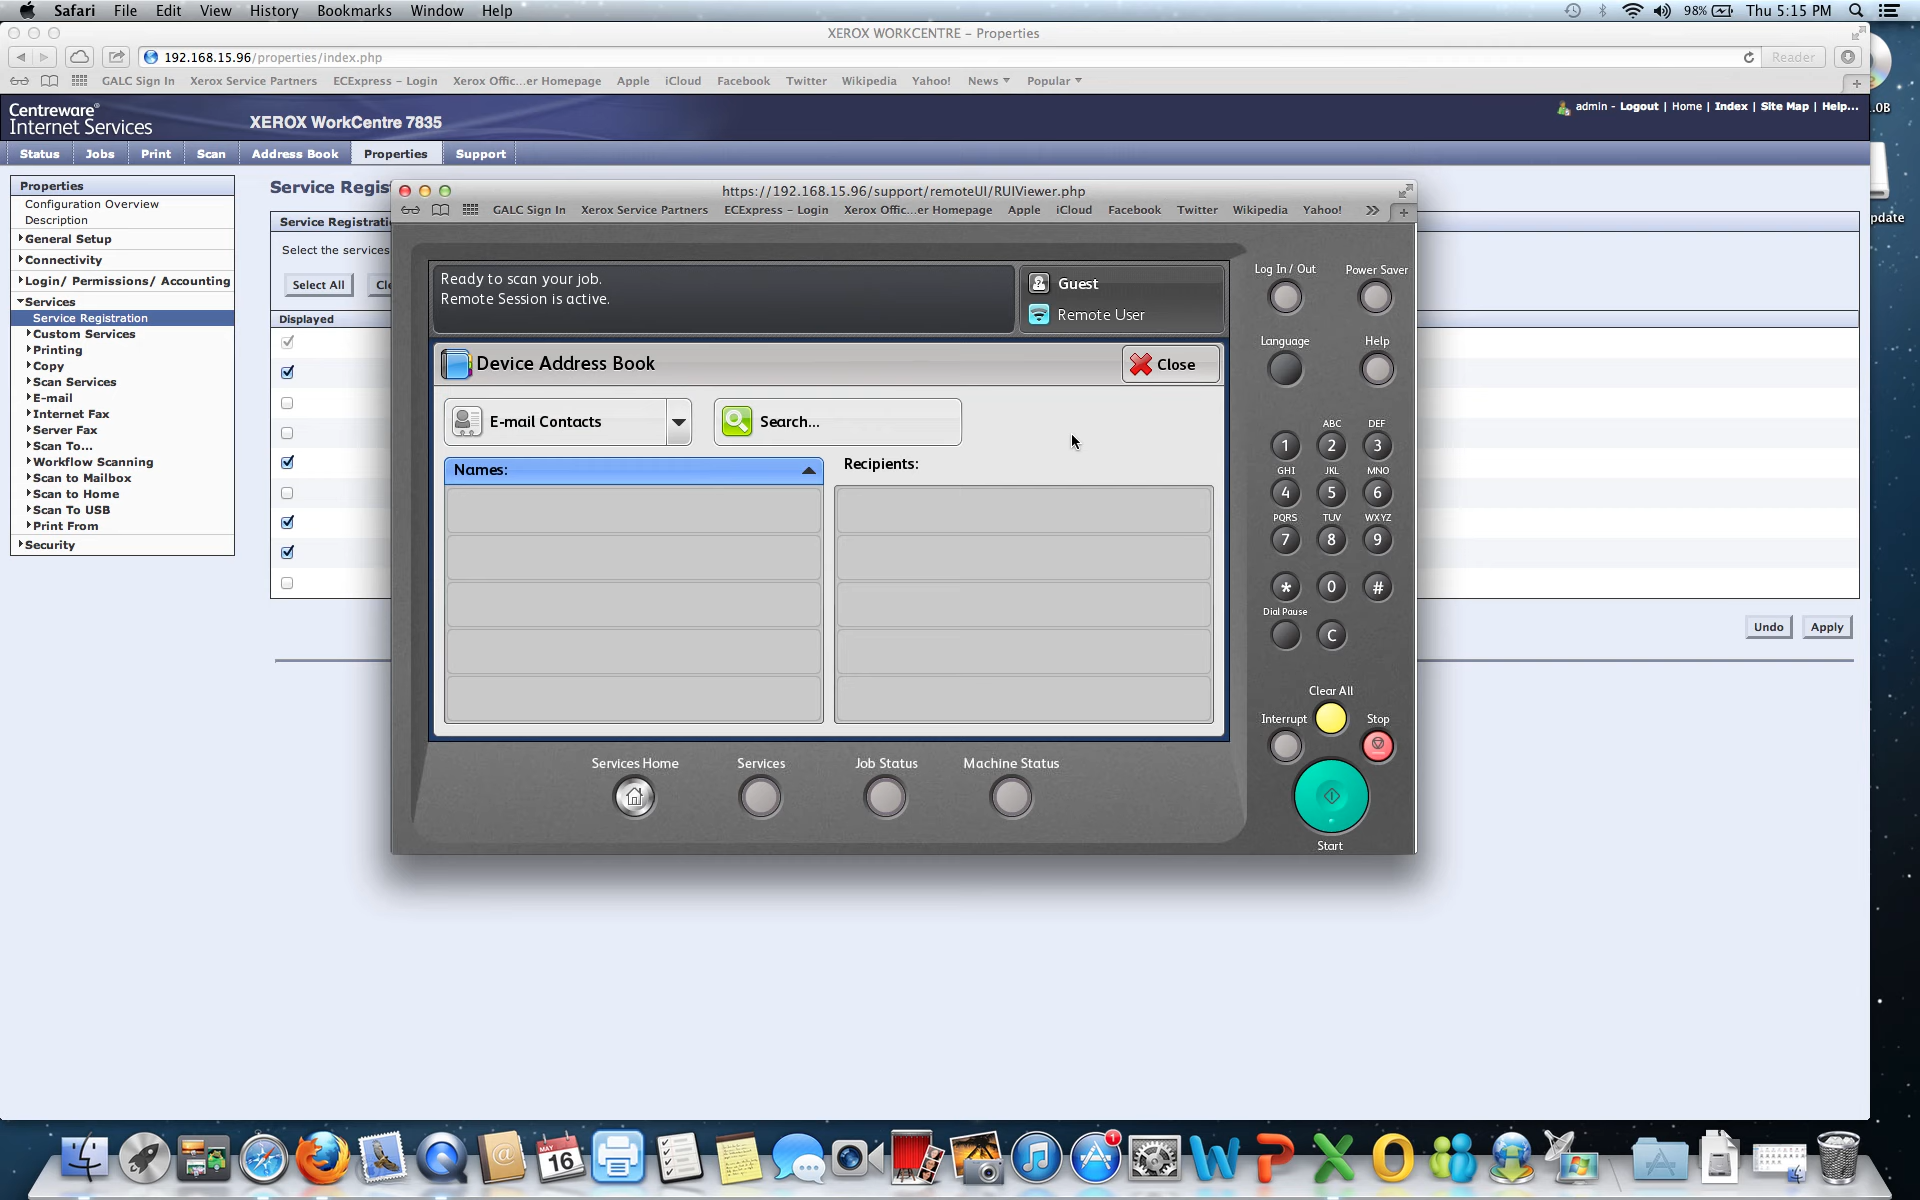 Safari File Edit View History Bookmarks Window Help
98% Thu 5:15 PM
XEROX WORKCENTRE – Properties
192.168.15.96/properties/index.php
Reader
GALC Sign In Xerox Service Partners ECExpress – Login Xerox Offic...er Homepage Apple iCloud Facebook Twitter Wikipedia Yahoo! News Popular
Centreware®
Internet Services
XEROX WorkCentre 7835
admin - Logout | Home | Index | Site Map | Help...
Status Jobs Print Scan Address Book Properties Support
Properties
Configuration Overview
Description
General Setup
Connectivity
Login/ Permissions/ Accounting
Services
Service Registration
Custom Services
Printing
Copy
Scan Services
E-mail
Internet Fax
Server Fax
Scan To...
Workflow Scanning
Scan to Mailbox
Scan to Home
Scan To USB
Print From
Security
Service Regis
Service Registrati
Select the services
Select All Cle
Displayed
Undo Apply
https://192.168.15.96/support/remoteUI/RUIViewer.php
GALC Sign In Xerox Service Partners ECExpress – Login Xerox Offic...er Homepage Apple iCloud Facebook Twitter Wikipedia Yahoo! »
Ready to scan your job.
Remote Session is active.
Guest
Remote User
Device Address Book
Close
E-mail Contacts
Search...
Names:
Recipients:
Services Home Services Job Status Machine Status
Log In / Out Power Saver
Language Help
ABC DEF
1 2 3
GHI JKL MNO
4 5 6
PQRS TUV WXYZ
7 8 9
* 0 #
Dial Pause
C
Clear All
Interrupt Stop
Start
.0B
pdate
MAY
16
1
W P X O